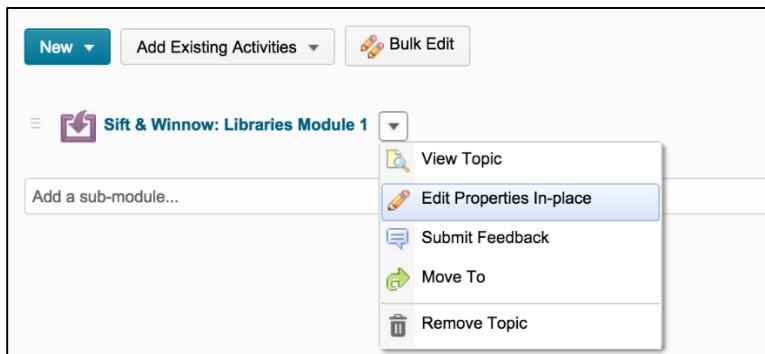 New
Add Existing Activities
Bulk Edit
Sift & Winnow: Libraries Module 1
View Topic
Add a sub-module...
Edit Properties In-place
Submit Feedback
Move To
Remove Topic